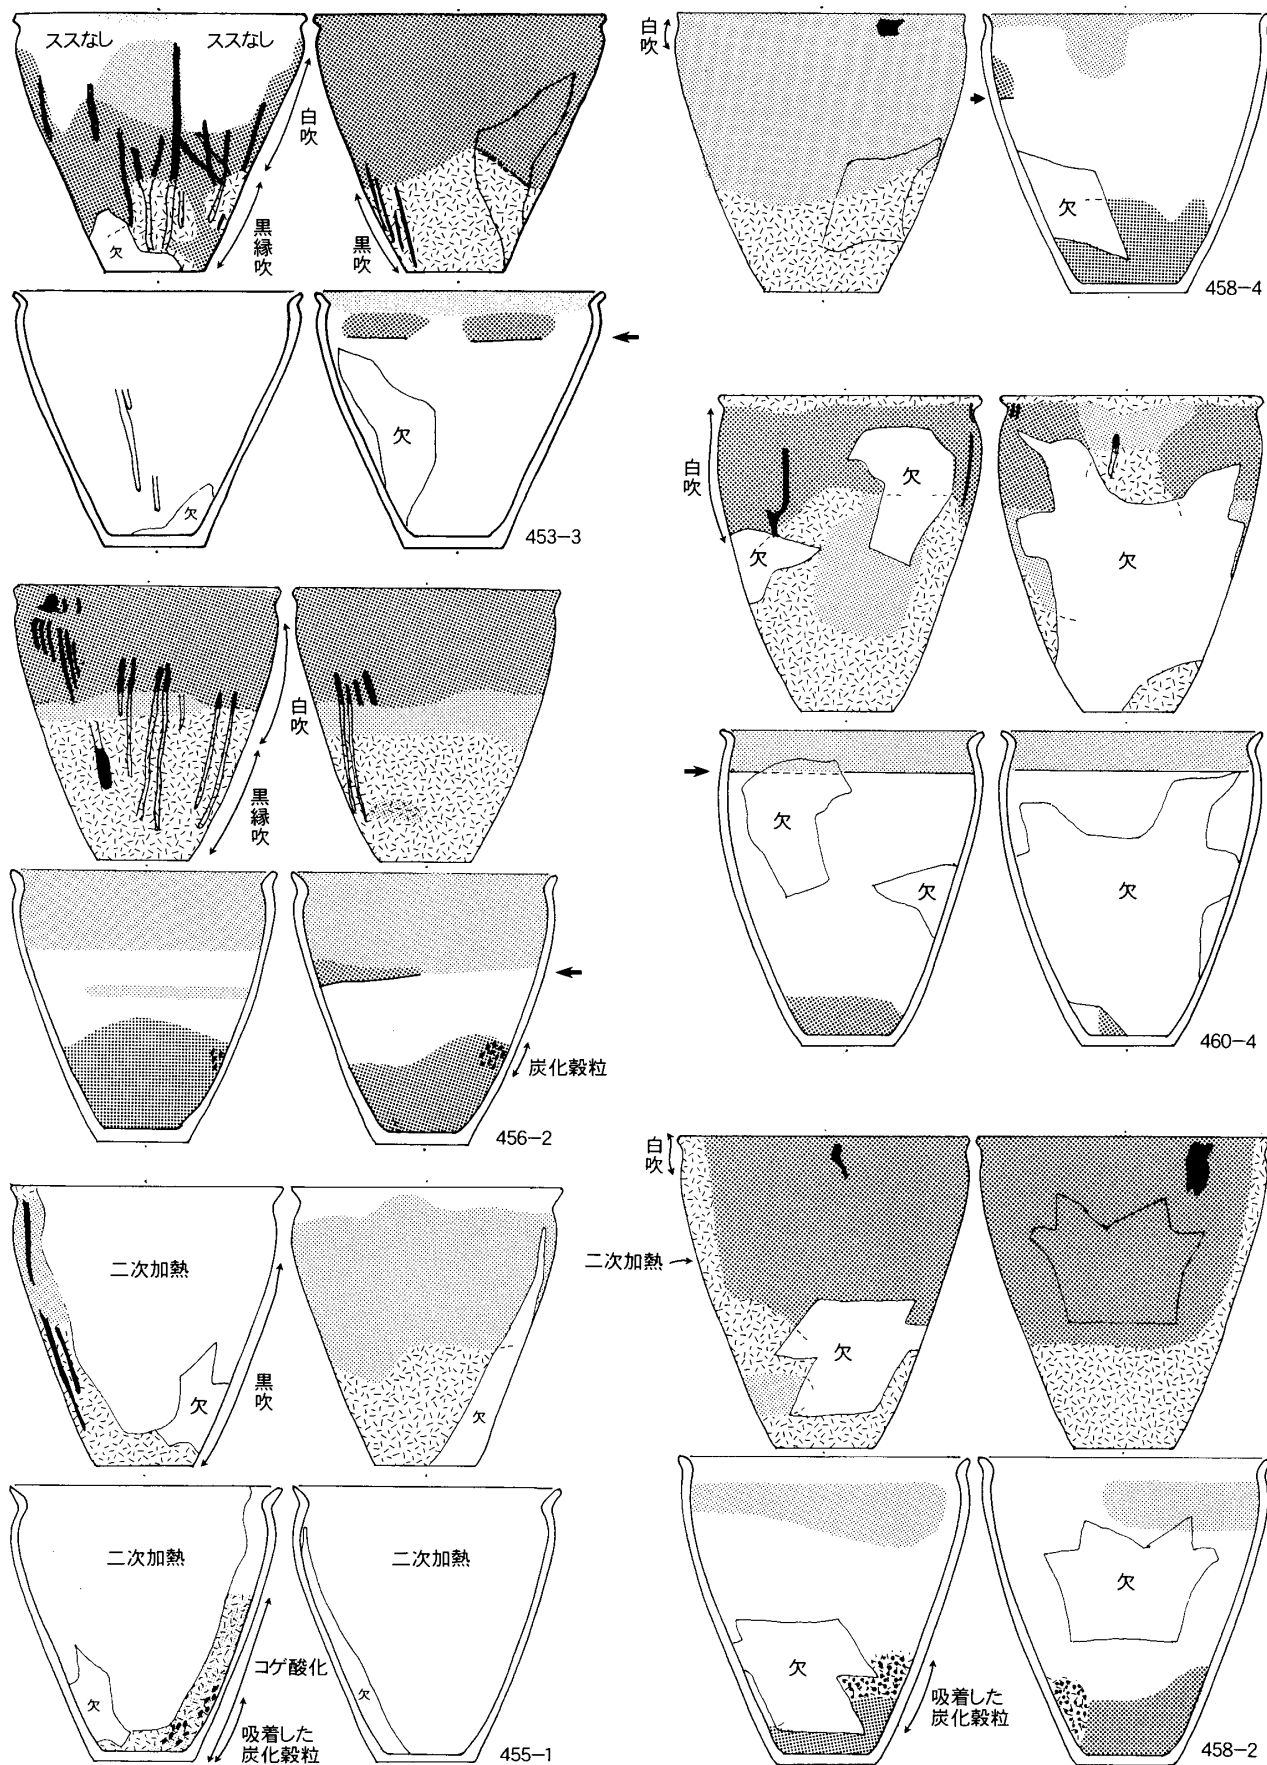 ススなし
ススなし
白吹
黒縁吹
欠
黒吹
欠
欠
453-3
白吹
黒縁吹
炭化穀粒
456-2
二次加熱
欠
黒吹
欠
二次加熱
欠
コゲ酸化
吸着した
炭化穀粒
欠
二次加熱
455-1
白吹
欠
458-4
白吹
欠
欠
欠
欠
欠
欠
460-4
白吹
二次加熱
欠
欠
吸着した
炭化穀粒
欠
458-2